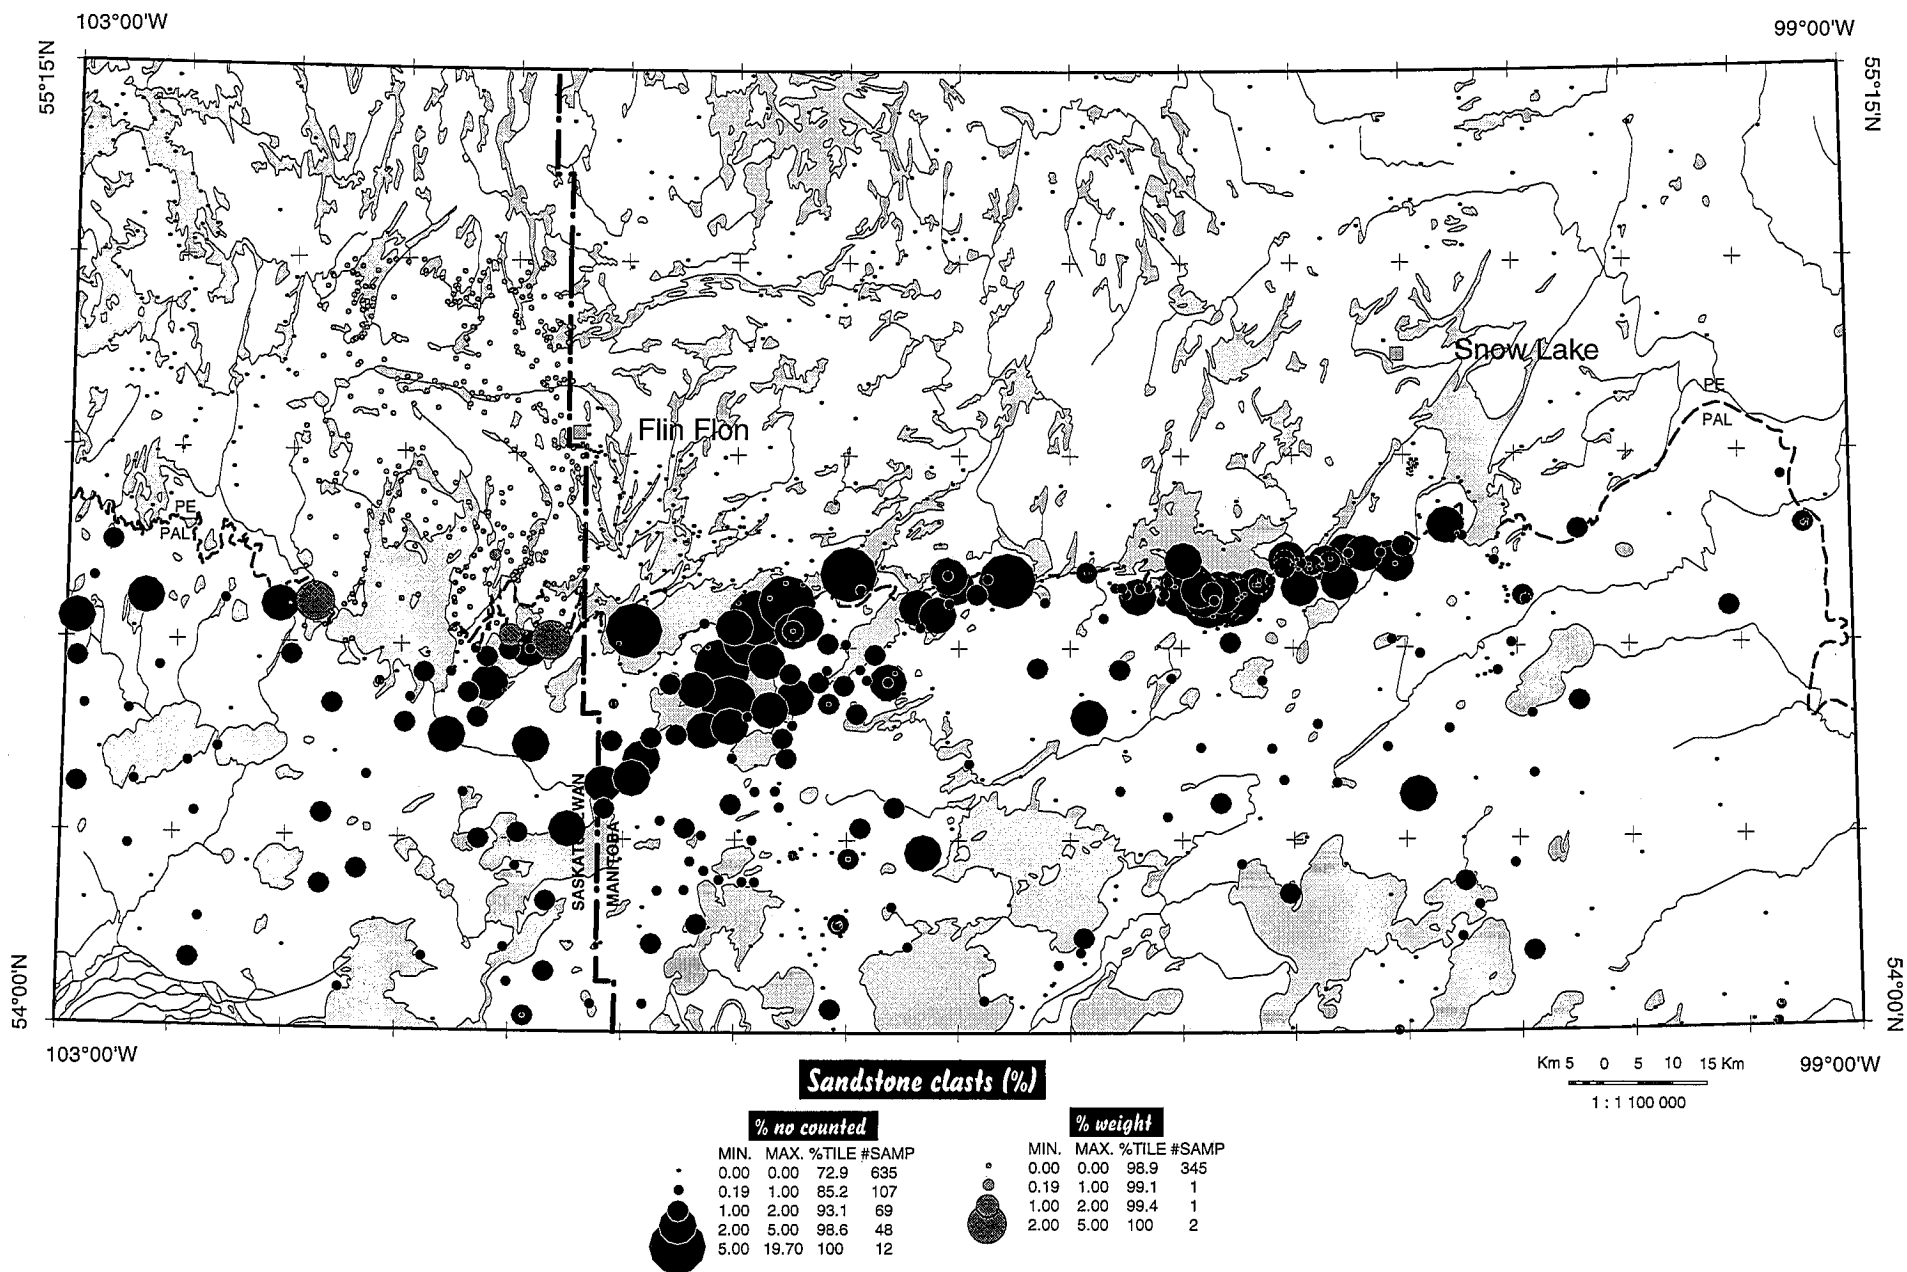 103°00'W
99°00'W
55°15'N
55°15'N
Snow Lake
PE
PAL
Flin Flon
PE
PAL
SASKATCHEWAN
MANITOBA
54°00'N
54°00'N
103°00'W
99°00'W
Sandstone clasts (%)
Km 5 0 5 10 15 Km
1 : 1 100 000
% no counted
MIN. MAX. %TILE #SAMP
0.00 0.00 72.9 635
0.19 1.00 85.2 107
1.00 2.00 93.1 69
2.00 5.00 98.6 48
5.00 19.70 100 12
% weight
MIN. MAX. %TILE #SAMP
0.00 0.00 98.9 345
0.19 1.00 99.1 1
1.00 2.00 99.4 1
2.00 5.00 100 2